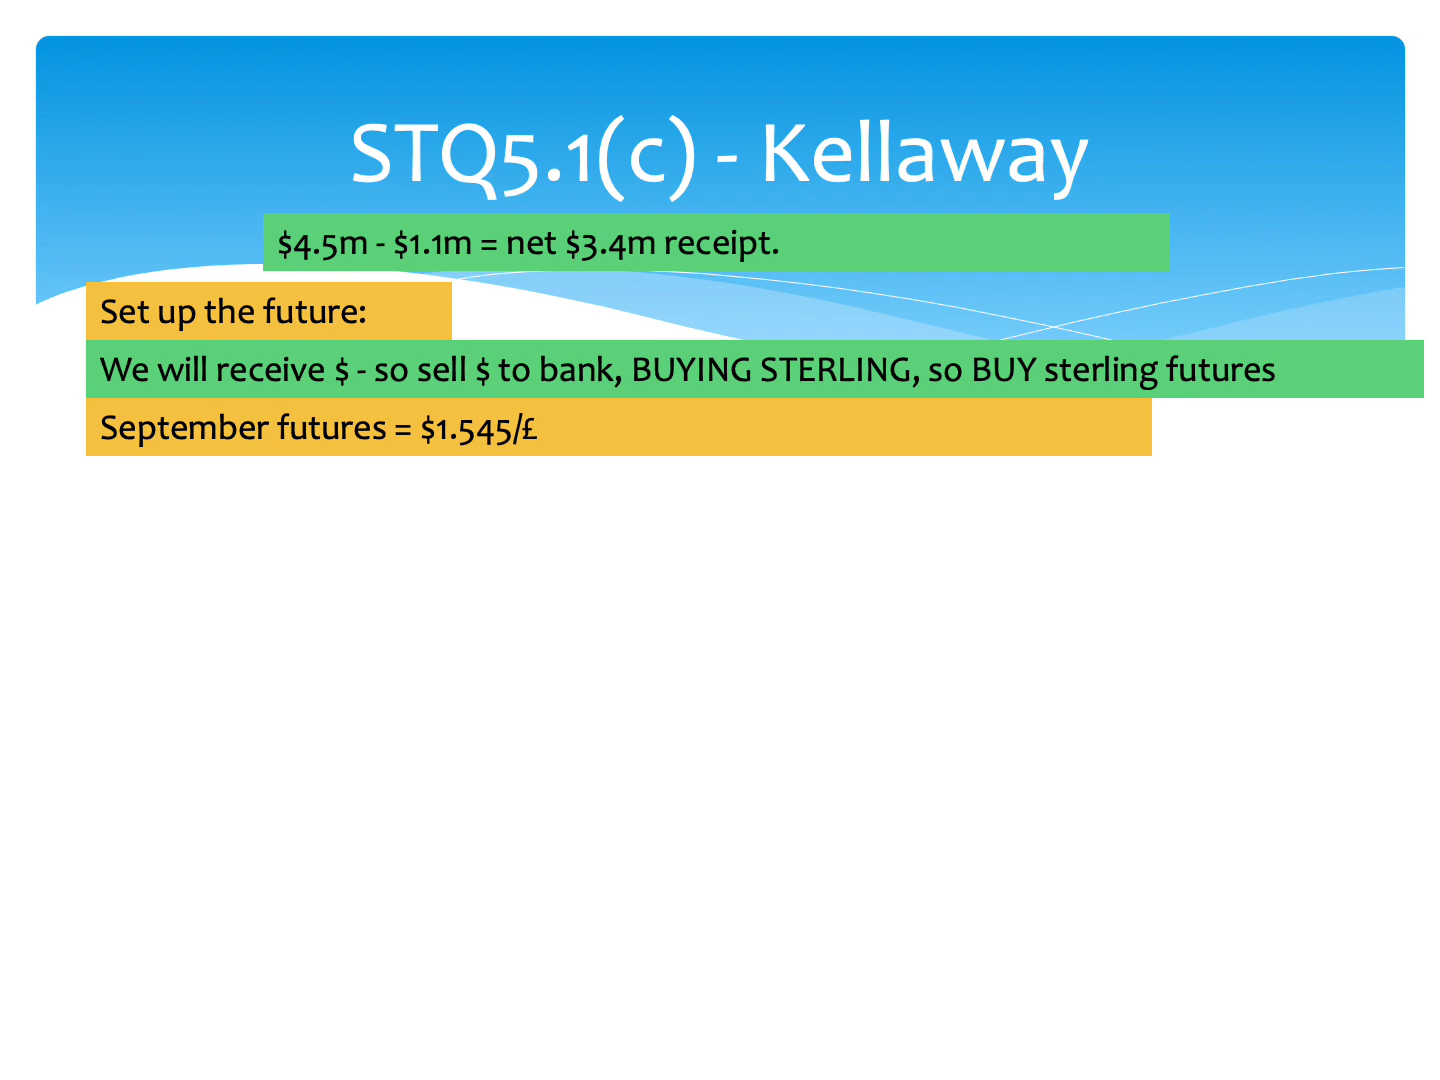 STQ5.1(c) - Kellaway
$4.5m - $1.1m = net $3.4m receipt.
Set up the future:
We will receive $ - so sell $ to bank, BUYING STERLING, so BUY sterling futures
September futures = $1.545/£